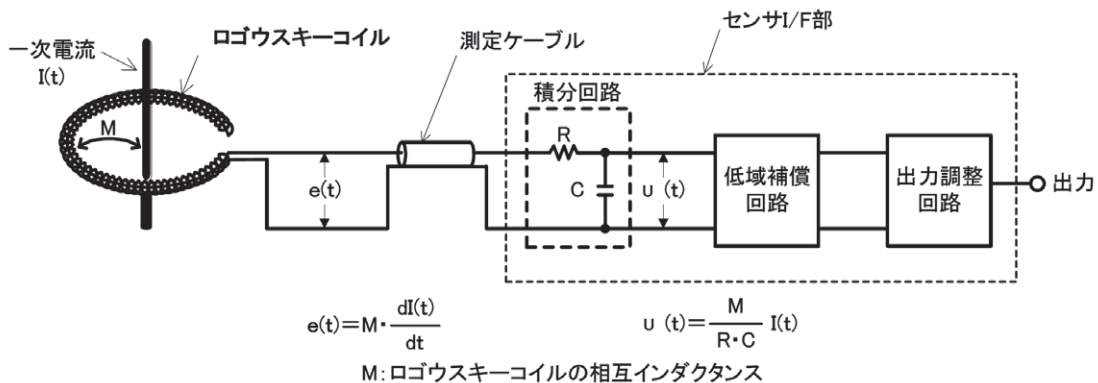 一次電流
I(t)
ロゴウスキーコイル
測定ケーブル
センサI/F部
積分回路
M
R
C
e(t)
υ (t)
低域補償
回路
出力調整
回路
出力
e(t)=M・dI(t)/dt
υ (t)=M/R・C I(t)
M:ロゴウスキーコイルの相互インダクタンス